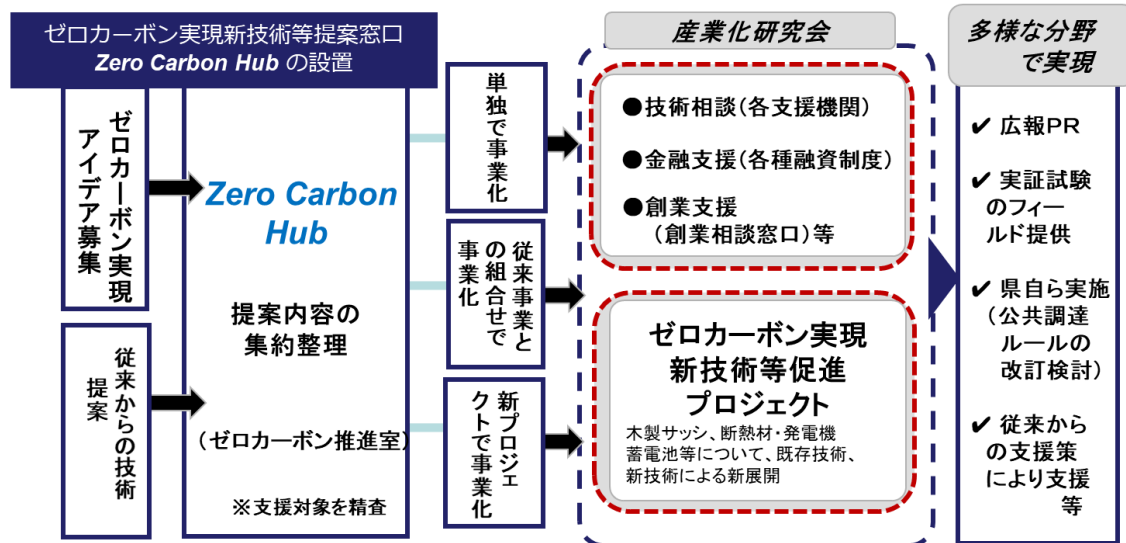 ゼロカーボン実現新技術等提案窓口
Zero Carbon Hub の設置
ゼロカーボン実現
アイデア募集
従来からの技術
提案
Zero Carbon
Hub
提案内容の
集約整理
（ゼロカーボン推進室）
※支援対象を精査
単独で事業化
従来事業と
の組合せで
事業化
新プロジェ
クトで事業化
産業化研究会
●技術相談（各支援機関）
●金融支援（各種融資制度）
●創業支援
（創業相談窓口）等
ゼロカーボン実現
新技術等促進
プロジェクト
木製サッシ、断熱材・発電機
蓄電池等について、既存技術、
新技術による新展開
多様な分野
で実現
✔ 広報PR
✔ 実証試験
のフィー
ルド提供
✔ 県自ら実施
（公共調達
ルールの
改訂検討）
✔ 従来から
の支援策
により支援
等